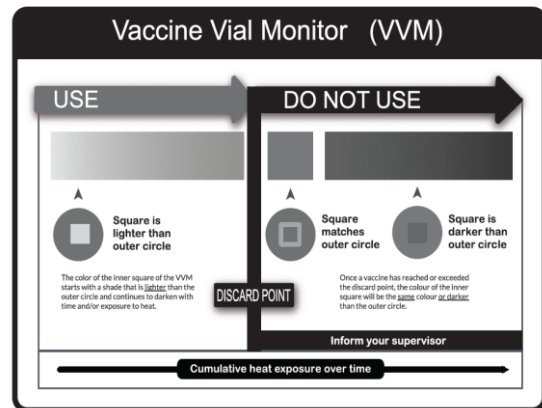 Vaccine Vial Monitor (VVM)
USE
DO NOT USE
Square is
lighter than
outer circle
The color of the inner square of the VVM
starts with a shade that is lighter than the
outer circle and continues to darken with
time and/or exposure to heat.
DISCARD POINT
Square
matches
outer circle
Square is
darker than
outer circle
Once a vaccine has reached or exceeded
the discard point, the colour of the inner
square will be the same colour or darker
than the outer circle.
Inform your supervisor
Cumulative heat exposure over time